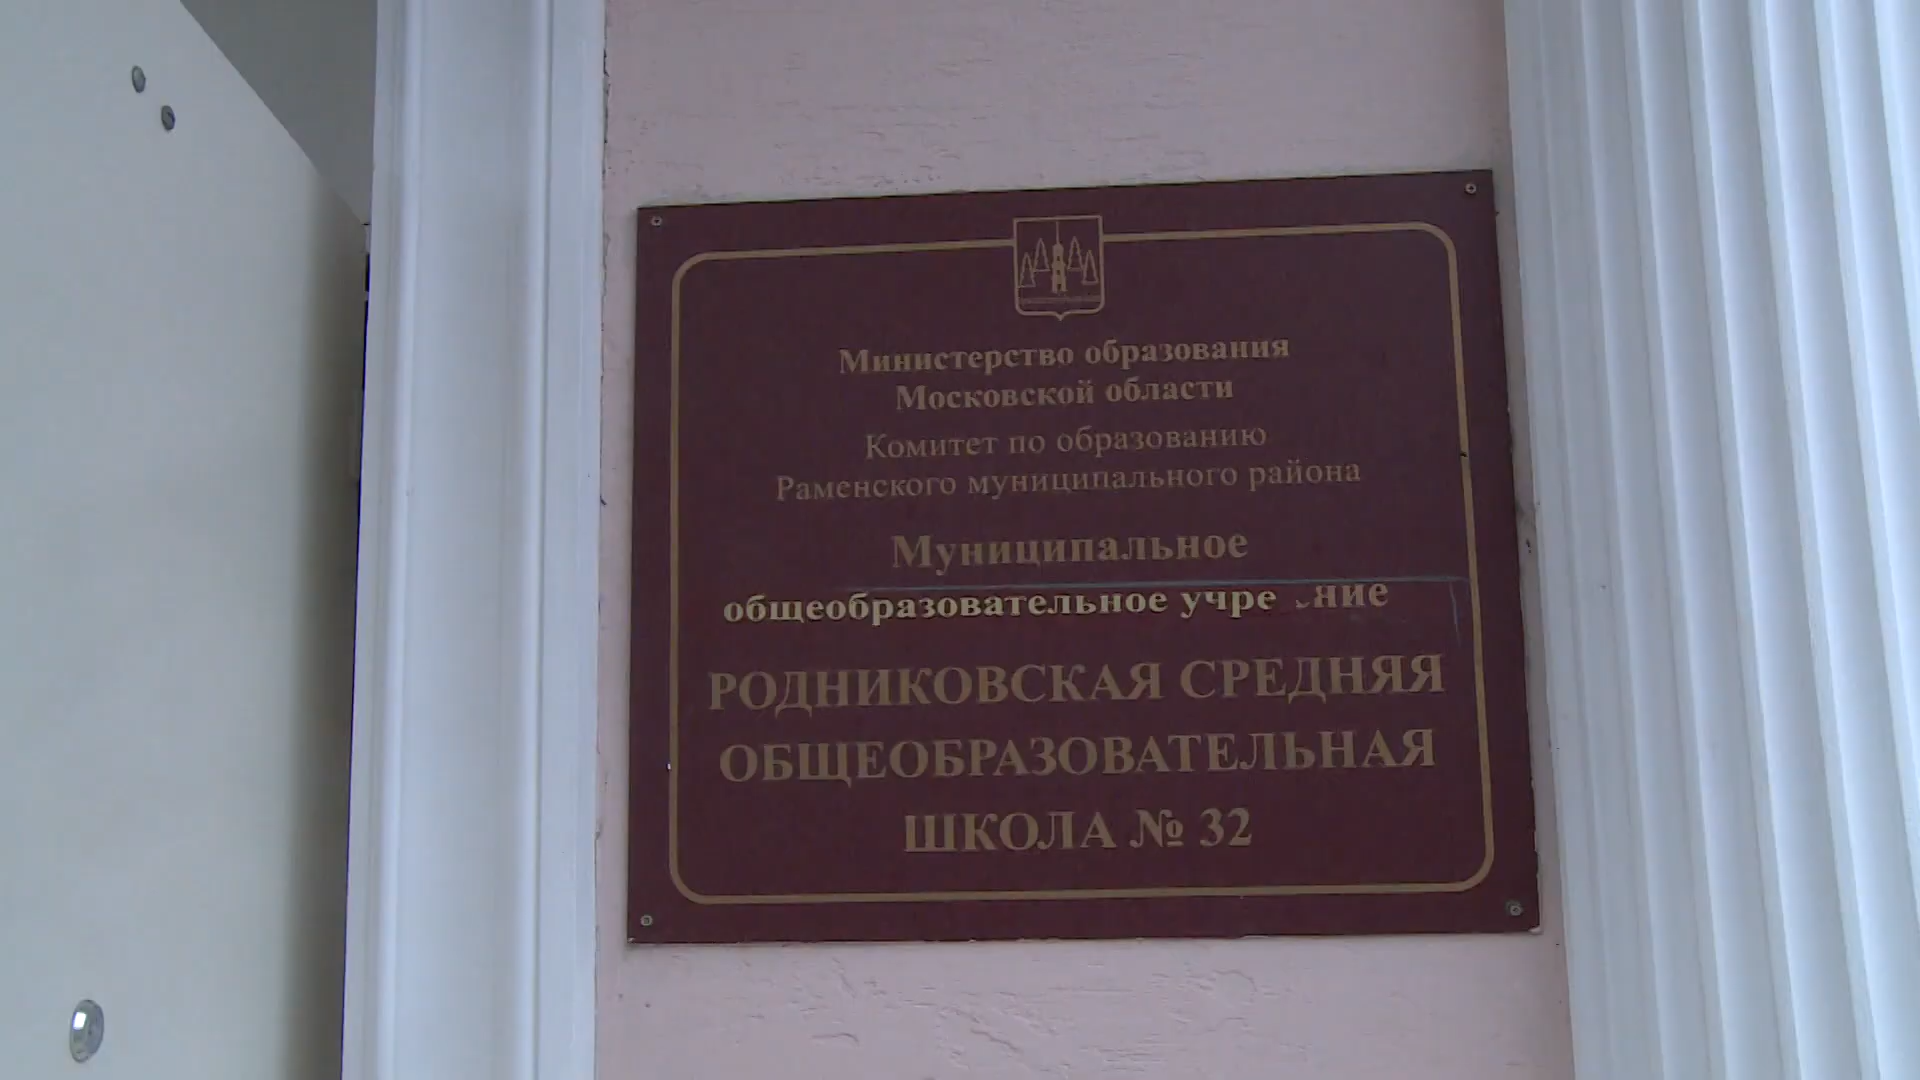 Министерство образования
Московской области
Комитет по образованию
Раменского муниципального района
Муниципальное
общеобразовательное учре ние
РОДНИКОВСКАЯ СРЕДНЯЯ
ОБЩЕОБРАЗОВАТЕЛЬНАЯ
ШКОЛА № 32